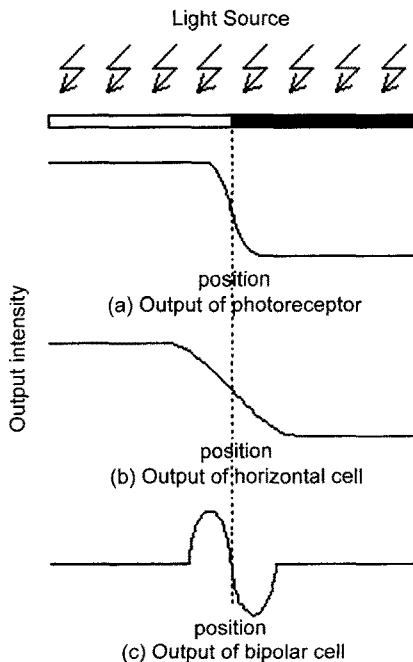 Light Source
Output intensity
position
(a) Output of photoreceptor
position
(b) Output of horizontal cell
position
(c) Output of bipolar cell